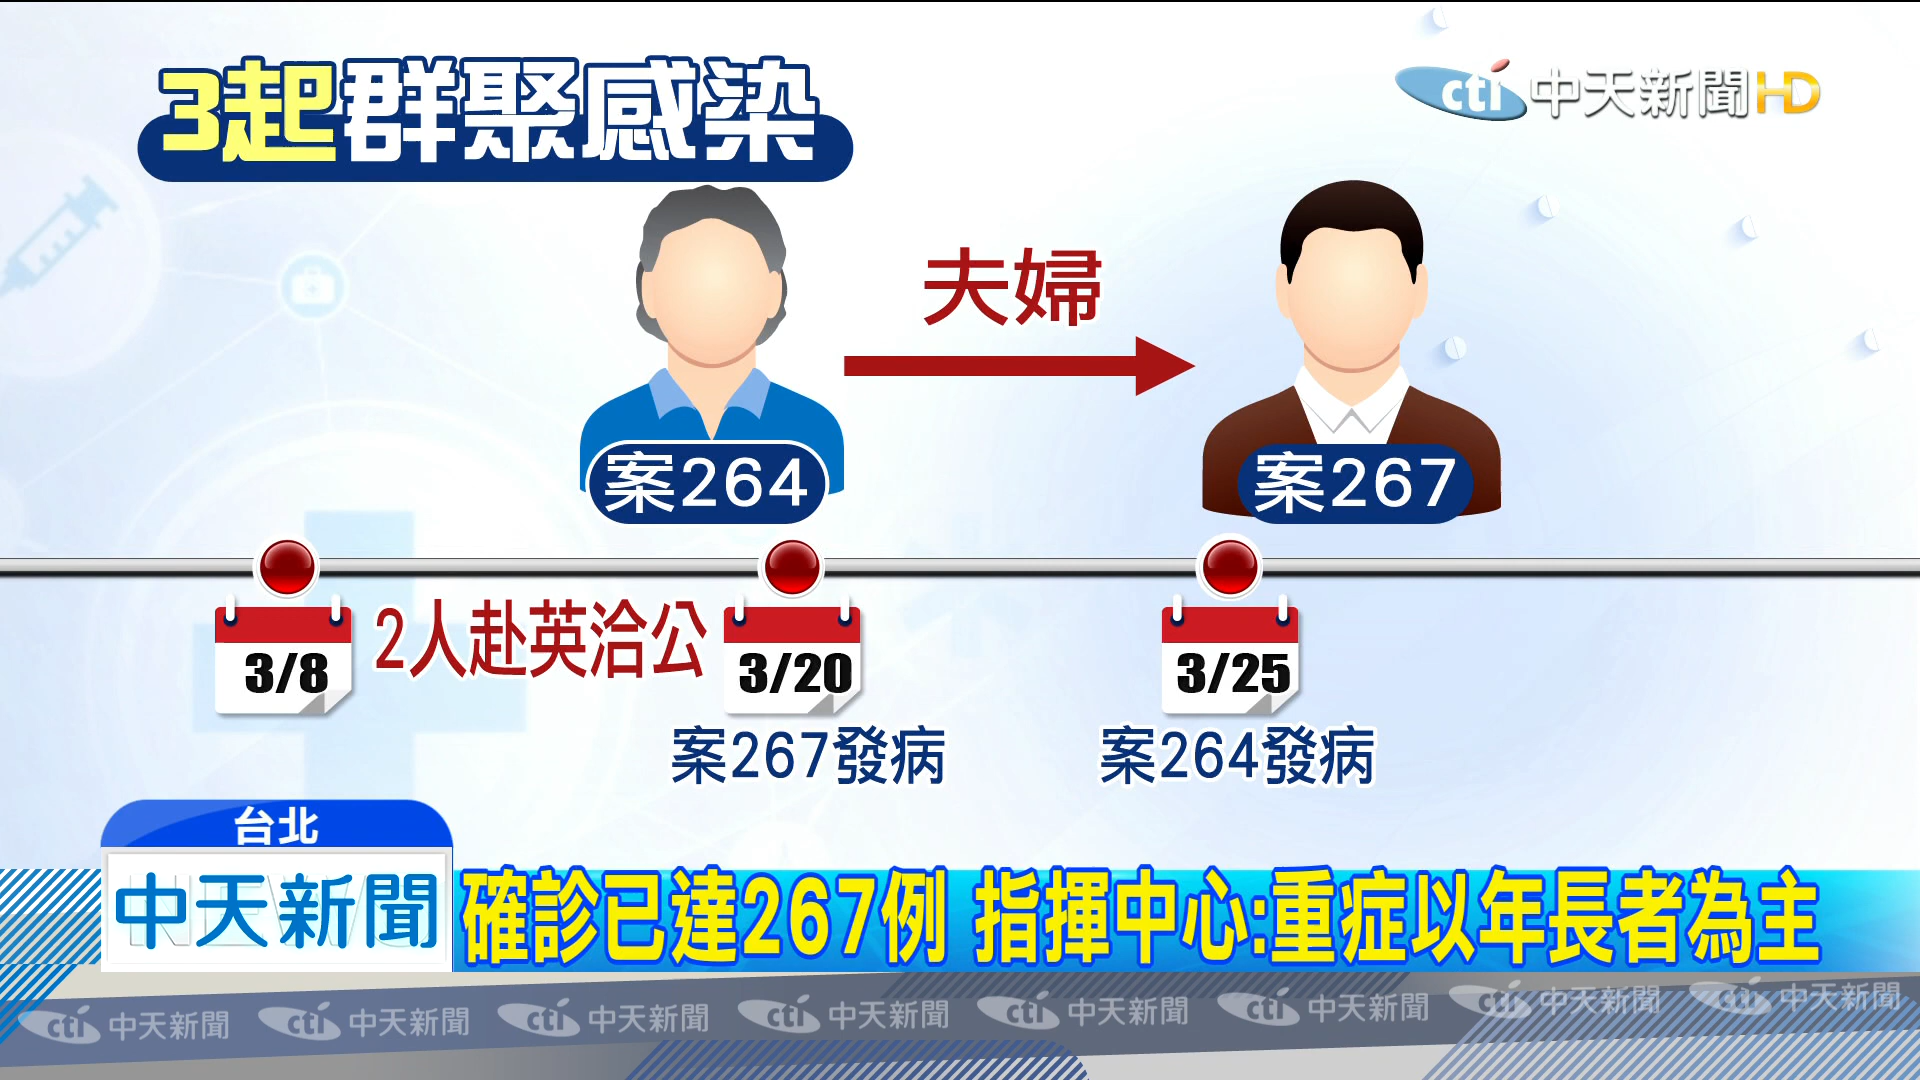 3起群聚感染
cti 中天新聞HD
夫婦
案264
案267
3/8
2人赴英洽公
3/20
3/25
案267發病
案264發病
台北
中天新聞
確診已達267例 指揮中心:重症以年長者為主
cti 中天新聞 cti 中天新聞 cti 中天新聞 cti 中天新聞 cti 中天新聞 cti 中天新聞 cti 中天新聞 cti 中天新聞